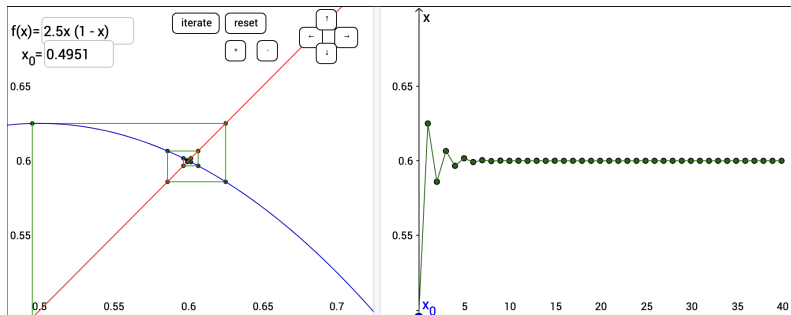 f(x)= 2.5x (1 - x)
x0= 0.4951
iterate reset
+ -
↑
← →
↓
0.65
0.6
0.55
0.5 0.55 0.6 0.65 0.7
x
0.65
0.6
0.55
x0 5 10 15 20 25 30 35 40